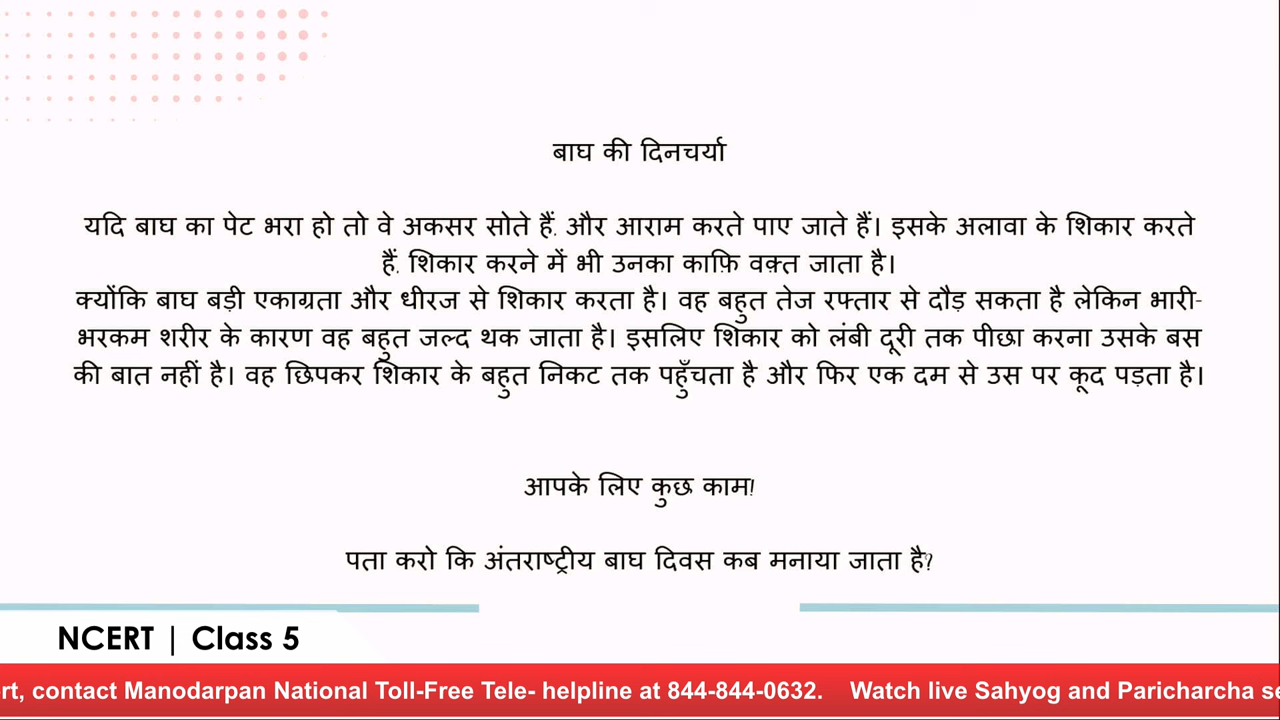 बाघ की दिनचर्या
यदि बाघ का पेट भरा हो तो वे अकसर सोते हैं. और आराम करते पाए जाते हैं। इसके अलावा के शिकार करते
हैं. शिकार करने में भी उनका काफ़ि वक़्त जाता है।
क्योंकि बाघ बड़ी एकाग्रता और धीरज से शिकार करता है। वह बहुत तेज रफ्तार से दौड़ सकता है लेकिन भारी-
भरकम शरीर के कारण वह बहुत जल्द थक जाता है। इसलिए शिकार को लंबी दूरी तक पीछा करना उसके बस
की बात नहीं है। वह छिपकर शिकार के बहुत निकट तक पहुँचता है और फिर एक दम से उस पर कूद पड़ता है।
आपके लिए कुछ काम!
पता करो कि अंतराष्ट्रीय बाघ दिवस कब मनाया जाता है?
NCERT | Class 5
contact Manodarpan National Toll-Free Tele- helpline at 844-844-0632. Watch live Sahyog and Paricharcha